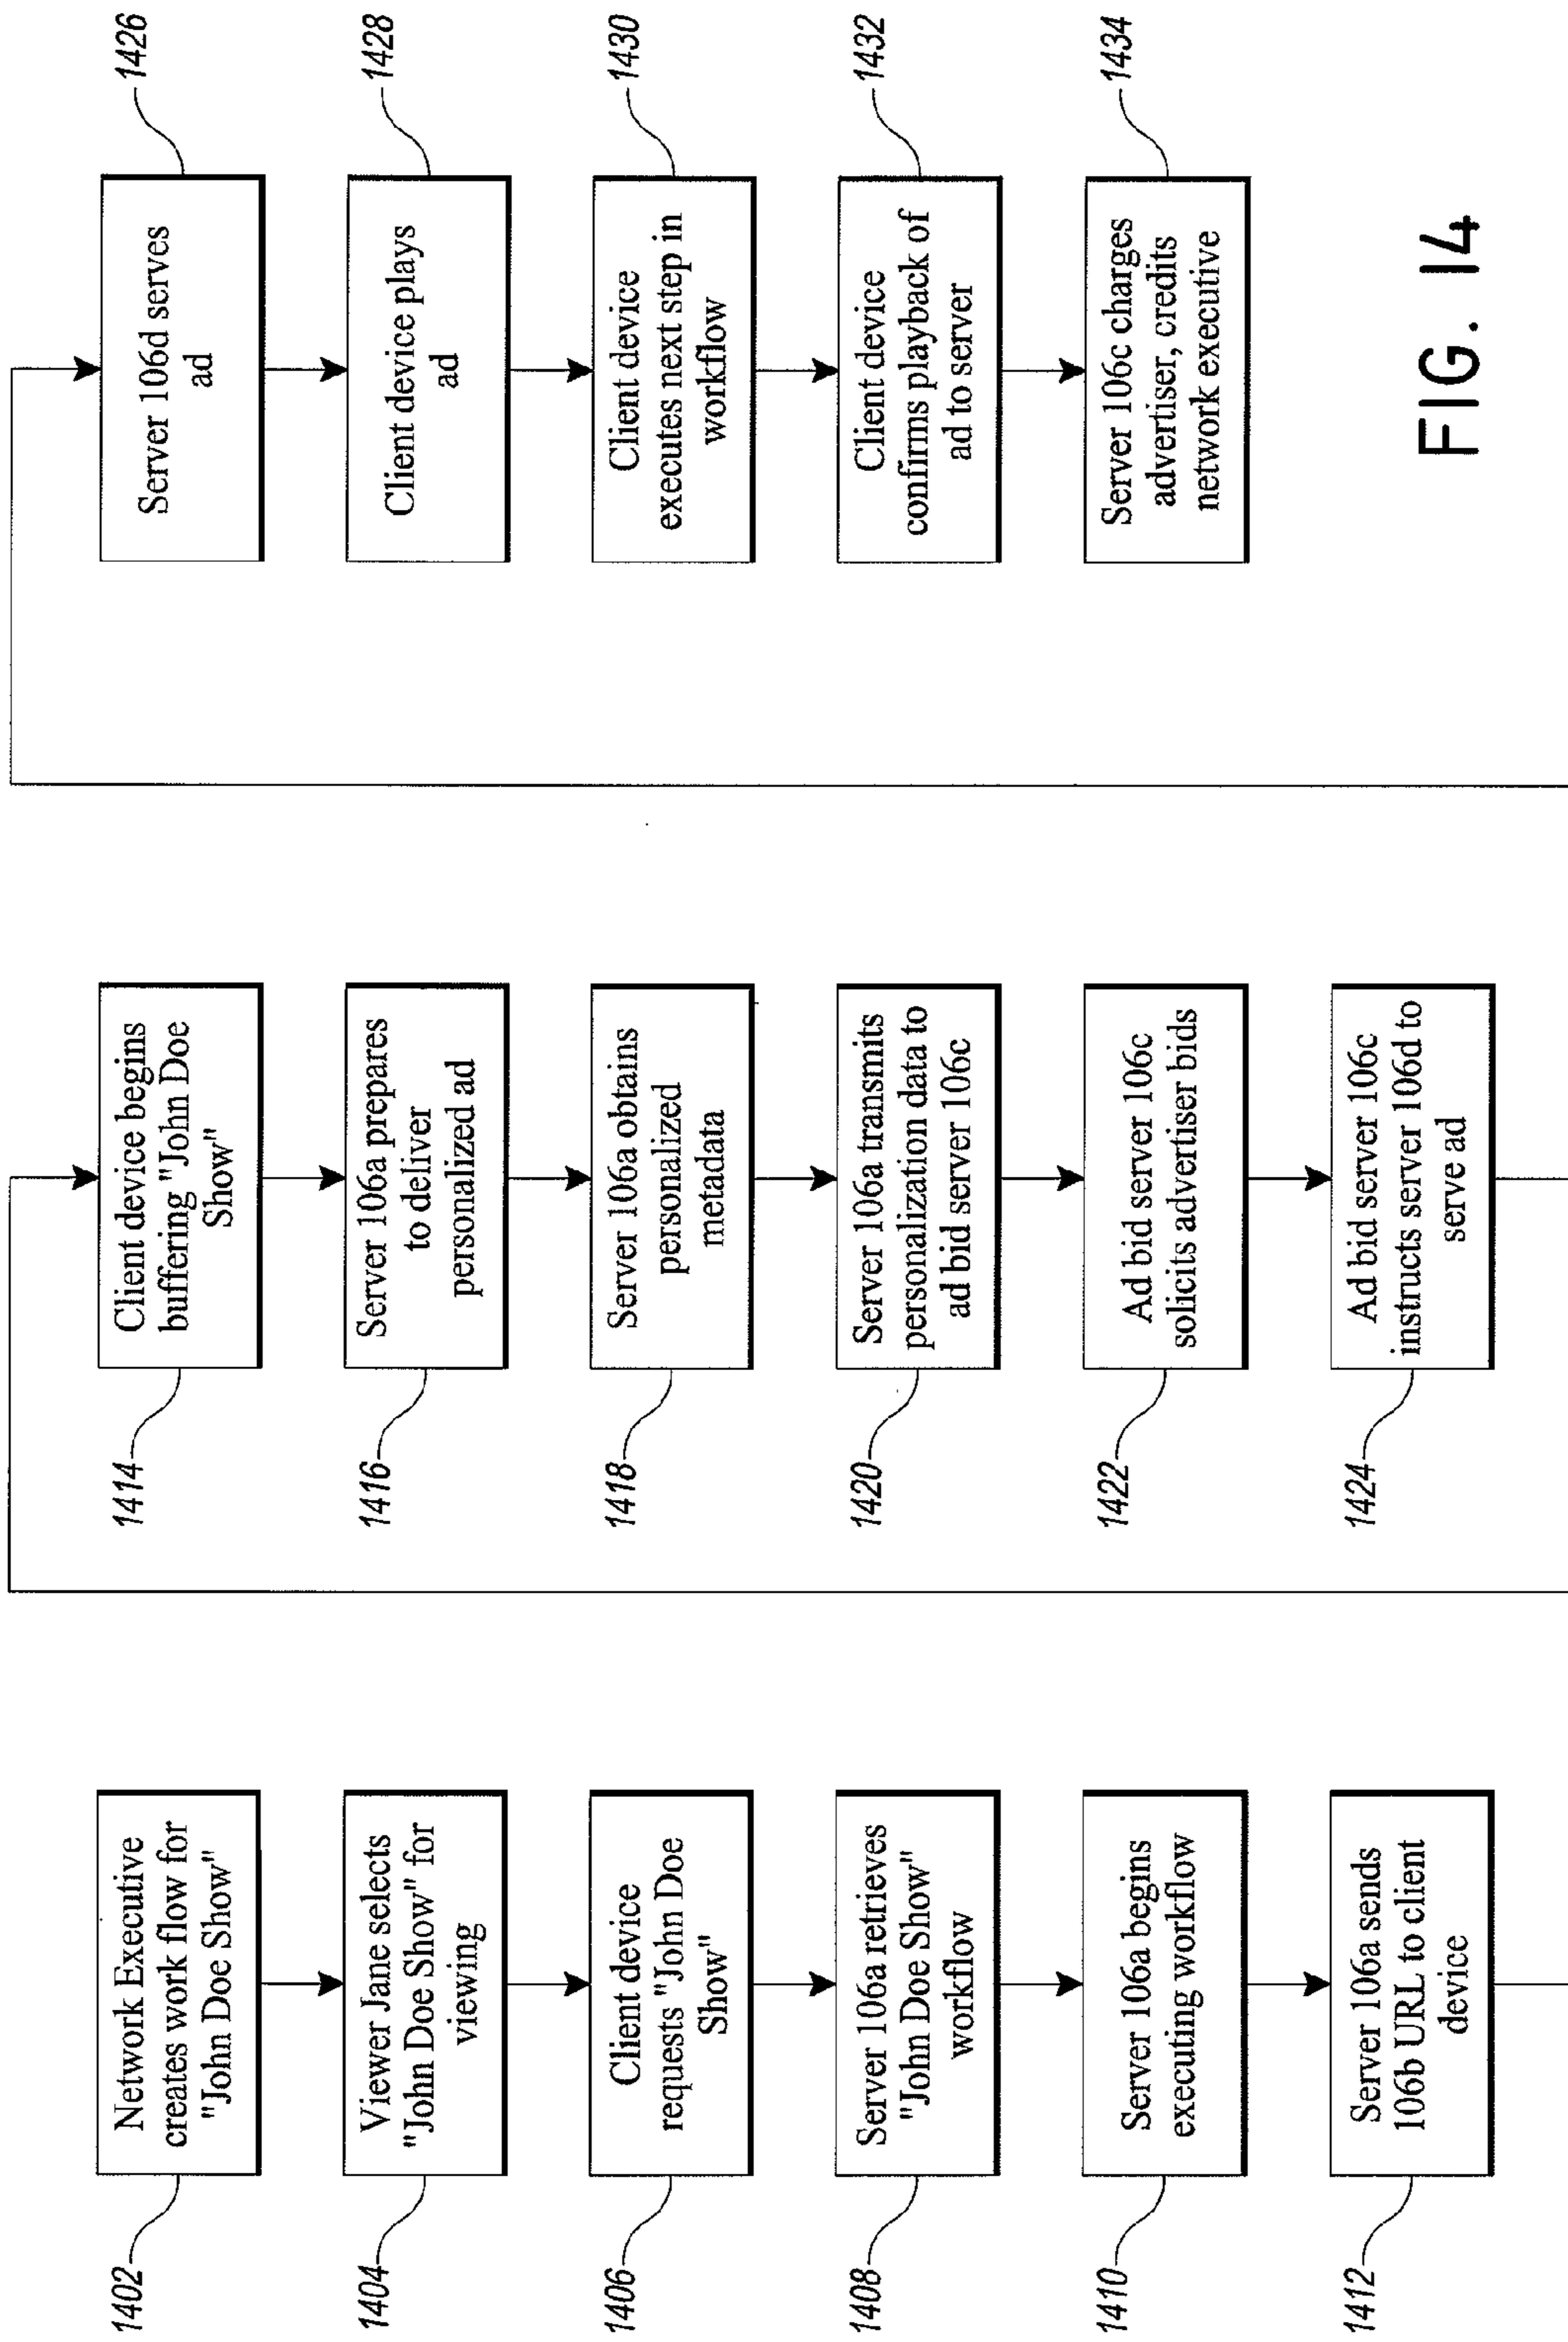 1402
Network Executive
creates work flow for
"John Doe Show"
1404
Viewer Jane selects
"John Doe Show" for
viewing
1406
Client device
requests "John Doe
Show"
1408
Server 106a retrieves
"John Doe Show"
workflow
1410
Server 106a begins
executing workflow
1412
Server 106a sends
106b URL to client
device
1414
Client device begins
buffering "John Doe
Show"
1416
Server 106a prepares
to deliver
personalized ad
1418
Server 106a obtains
personalized
metadata
1420
Server 106a transmits
personalization data to
ad bid server 106c
1422
Ad bid server 106c
solicits advertiser bids
1424
Ad bid server 106c
instructs server 106d to
serve ad
1426
Server 106d serves
ad
1428
Client device plays
ad
1430
Client device
executes next step in
workflow
1432
Client device
confirms playback of
ad to server
1434
Server 106c charges
advertiser, credits
network executive
FIG. 14